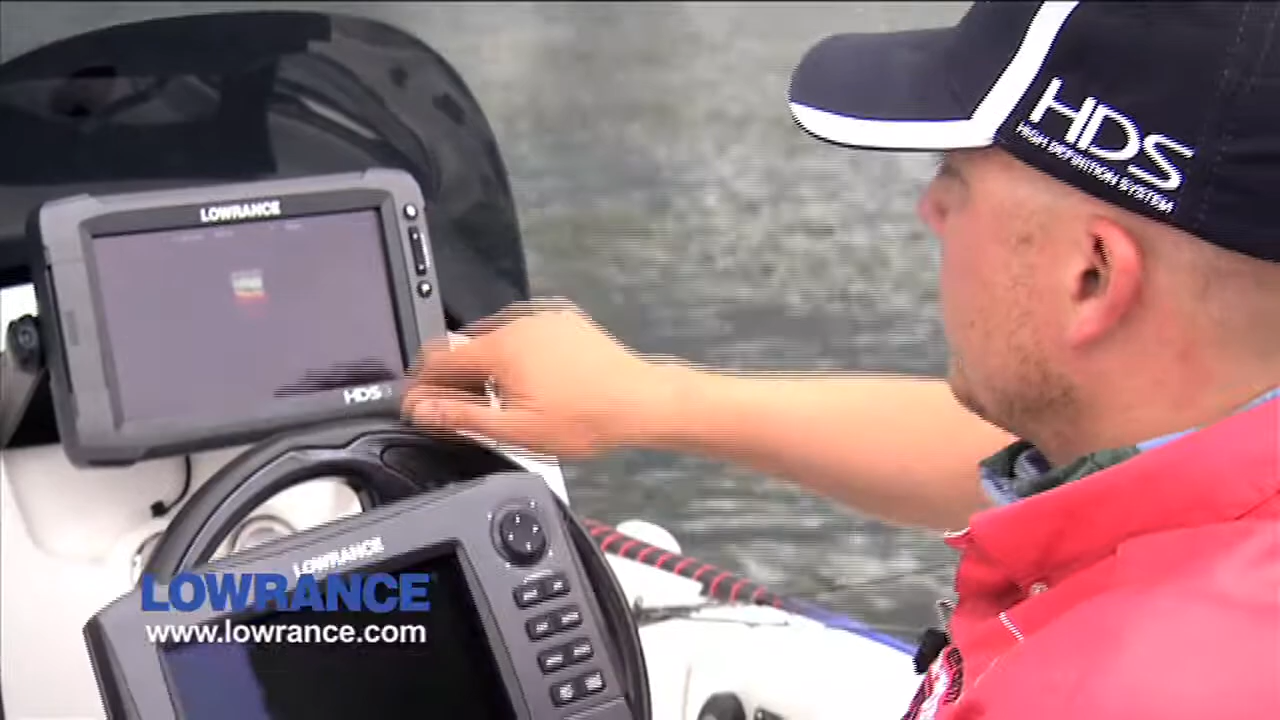 HDS
HIGH DEFINITION SYSTEM
LOWRANCE
HDS
LOWRANCE
LOWRANCE
www.lowrance.com